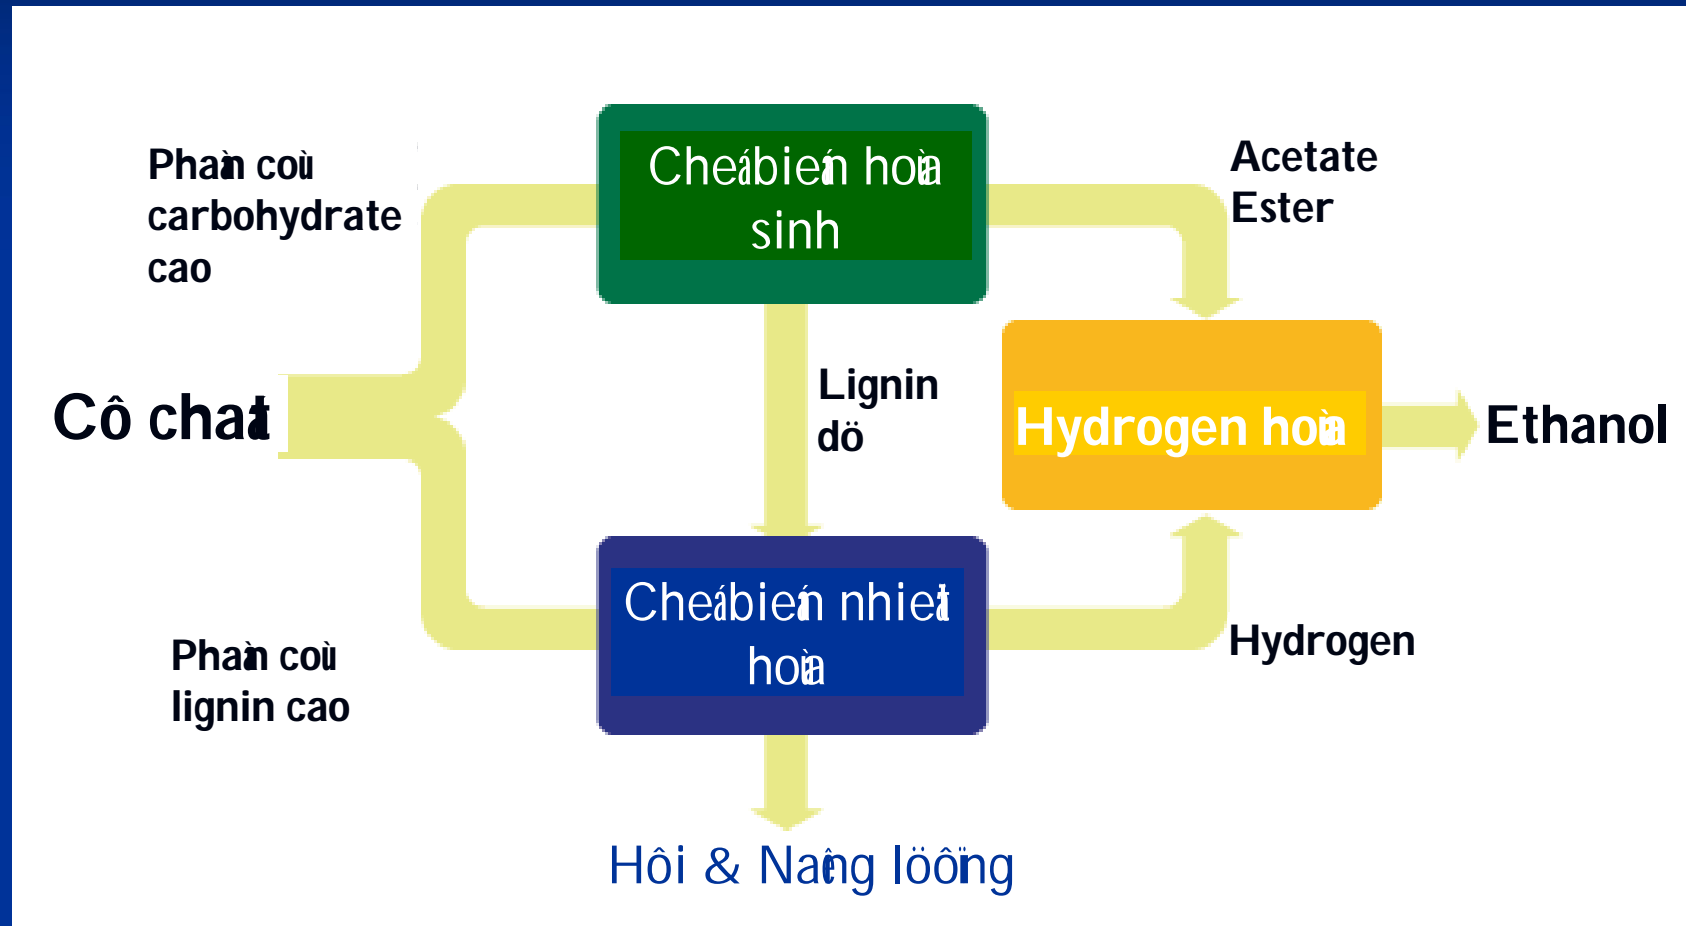 Phaàn coù
carbohydrate
cao
Cheá bieán hoùa
sinh
Acetate
Ester
Cô chaát
Lignin
dö
Hydrogen hoùa
Ethanol
Cheá bieán nhieät
hoùa
Phaàn coù
lignin cao
Hydrogen
Hôi & Naêng löôïng